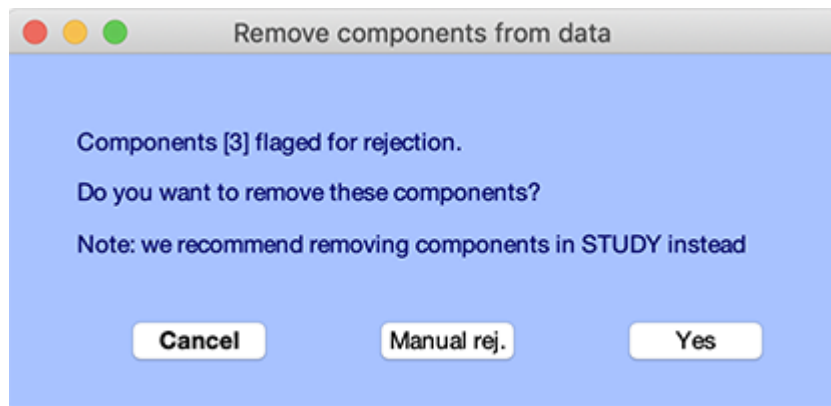 Remove components from data
Components [3] flaged for rejection.
Do you want to remove these components?
Note: we recommend removing components in STUDY instead
Cancel Manual rej. Yes